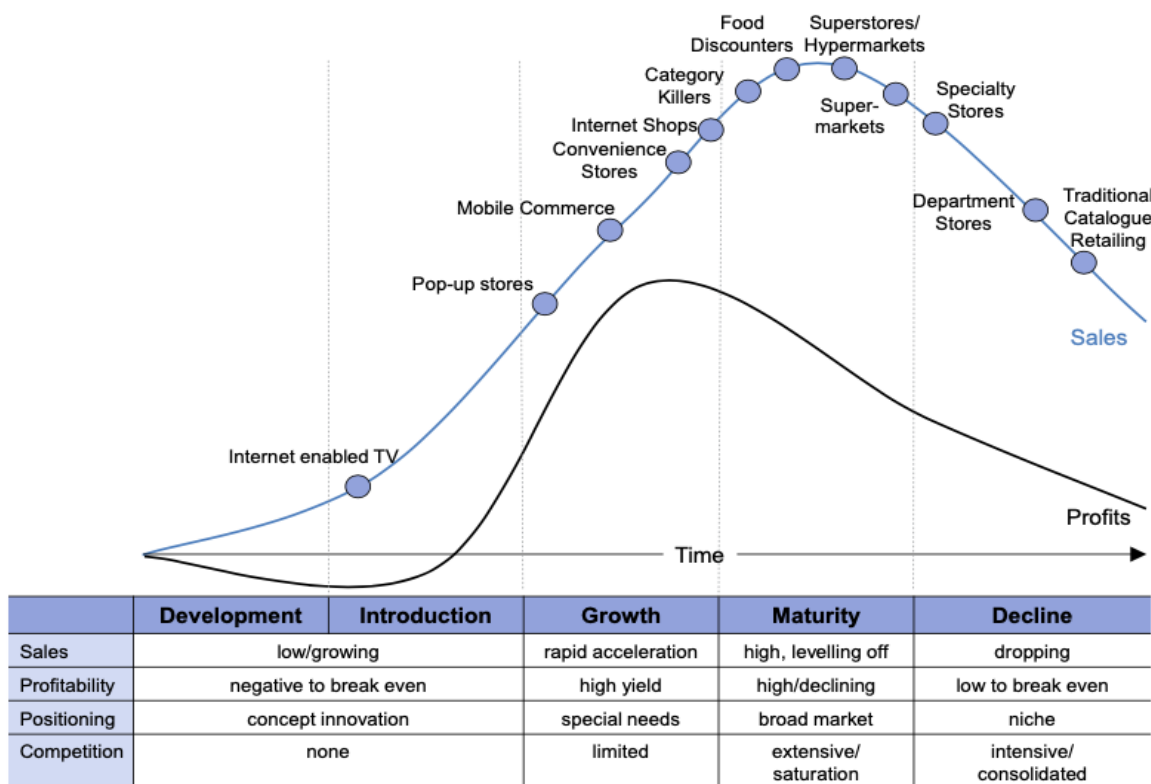 Food
Discounters
Superstores/
Hypermarkets
Category
Killers
Specialty
Stores
Super-
markets
Internet Shops
Convenience
Stores
Mobile Commerce
Department
Stores
Traditional
Catalogue
Retailing
Pop-up stores
Sales
Internet enabled TV
Profits
Time
Development Introduction Growth Maturity Decline
Sales low/growing rapid acceleration high, levelling off dropping
Profitability negative to break even high yield high/declining low to break even
Positioning concept innovation special needs broad market niche
Competition none limited extensive/ intensive/
saturation consolidated